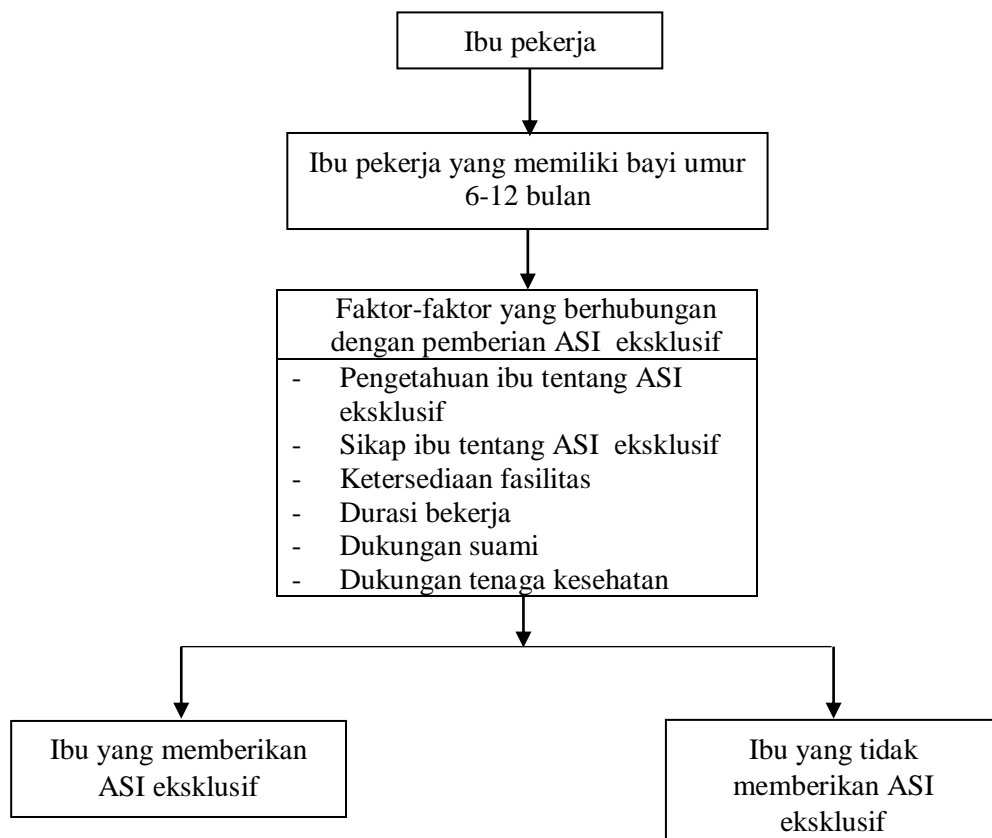 Ibu pekerja
Ibu pekerja yang memiliki bayi umur
6-12 bulan
Faktor-faktor yang berhubungan
dengan pemberian ASI eksklusif
- Pengetahuan ibu tentang ASI
eksklusif
- Sikap ibu tentang ASI eksklusif
- Ketersediaan fasilitas
- Durasi bekerja
- Dukungan suami
- Dukungan tenaga kesehatan
Ibu yang memberikan
ASI eksklusif
Ibu yang tidak
memberikan ASI
eksklusif